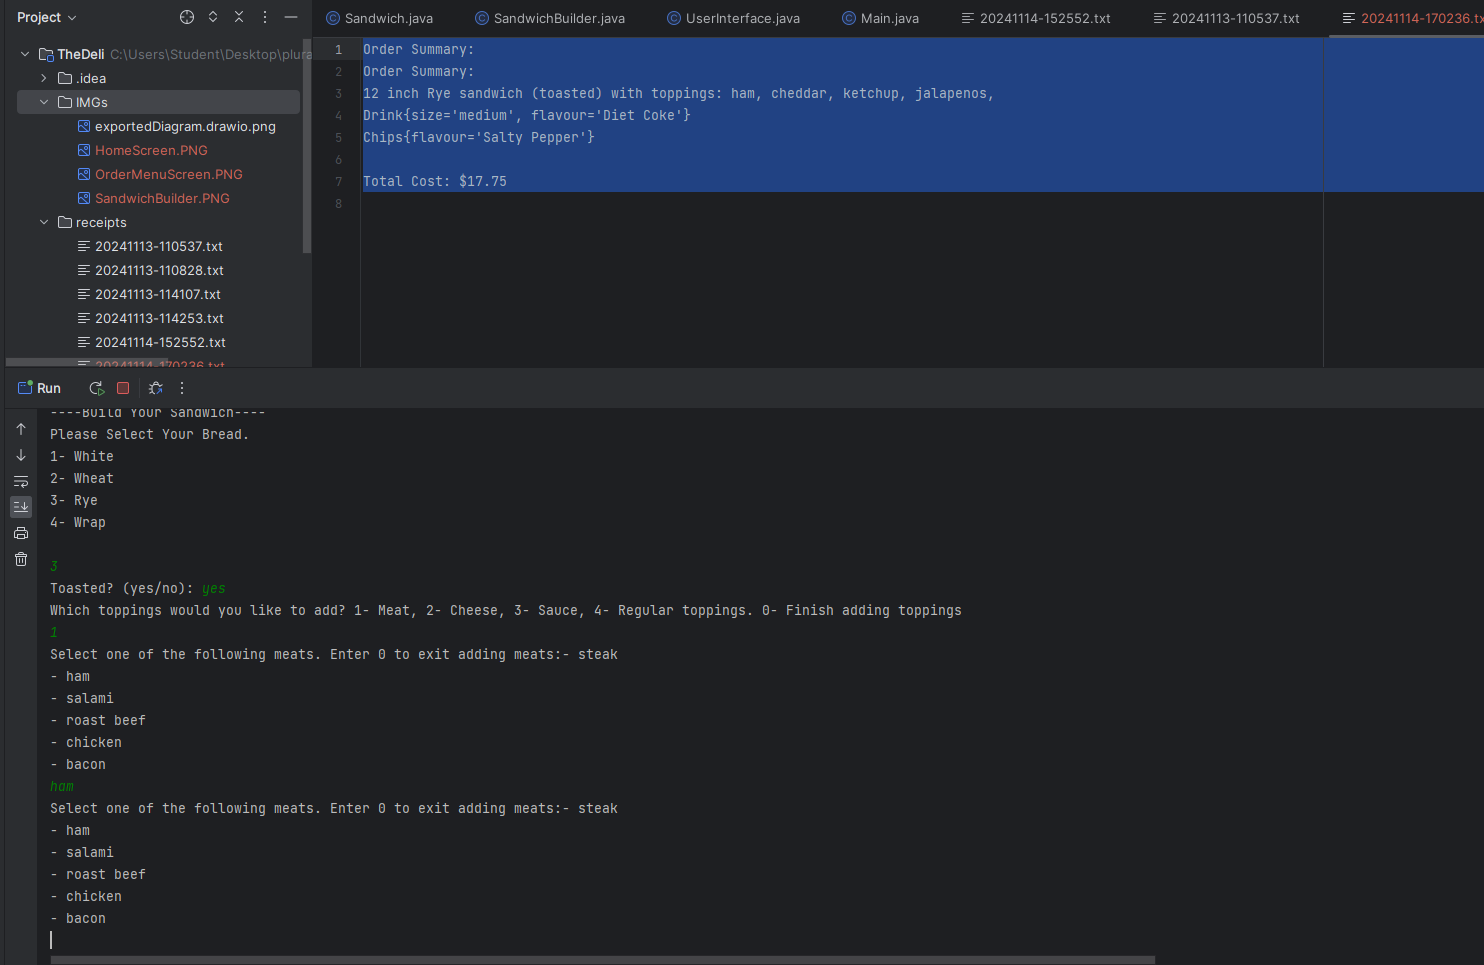 Project
Sandwich.java
SandwichBuilder.java
UserInterface.java
Main.java
20241114-152552.txt
20241113-110537.txt
20241114-170236.tx
TheDeli C:\Users\Student\Desktop\plura
.idea
IMGs
exportedDiagram.drawio.png
HomeScreen.PNG
OrderMenuScreen.PNG
SandwichBuilder.PNG
receipts
20241113-110537.txt
20241113-110828.txt
20241113-114107.txt
20241113-114253.txt
20241114-152552.txt
20241114-170236.txt
1 Order Summary:
2 Order Summary:
3 12 inch Rye sandwich (toasted) with toppings: ham, cheddar, ketchup, jalapenos,
4 Drink{size='medium', flavour='Diet Coke'}
5 Chips{flavour='Salty Pepper'}
6
7 Total Cost: $17.75
8
Run
----Build Your Sandwich----
Please Select Your Bread.
1- White
2- Wheat
3- Rye
4- Wrap
3
Toasted? (yes/no): yes
Which toppings would you like to add? 1- Meat, 2- Cheese, 3- Sauce, 4- Regular toppings. 0- Finish adding toppings
1
Select one of the following meats. Enter 0 to exit adding meats:- steak
- ham
- salami
- roast beef
- chicken
- bacon
ham
Select one of the following meats. Enter 0 to exit adding meats:- steak
- ham
- salami
- roast beef
- chicken
- bacon